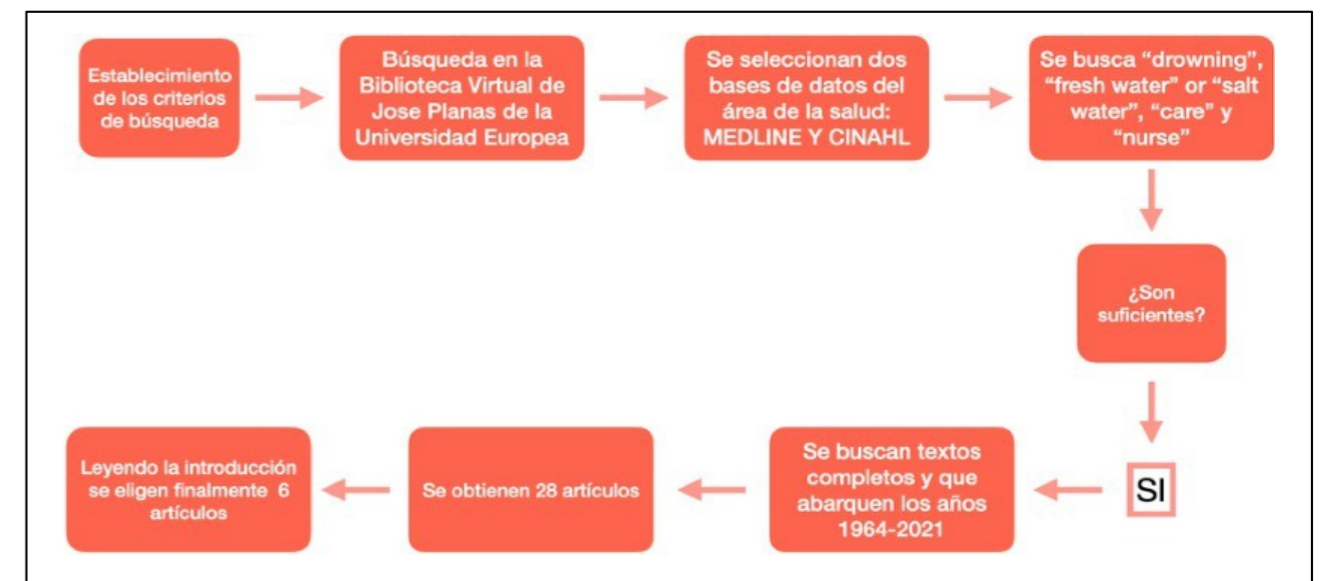 Establecimiento
de los criterios
de búsqueda
Búsqueda en la
Biblioteca Virtual de
Jose Planas de la
Universidad Europea
Se seleccionan dos
bases de datos del
área de la salud:
MEDLINE Y CINAHL
Se busca “drowning”,
“fresh water” or “salt
water”, “care” y
“nurse”
¿Son
suficientes?
SI
Se buscan textos
completos y que
abarquen los años
1964-2021
Se obtienen 28 artículos
Leyendo la introducción
se eligen finalmente 6
artículos